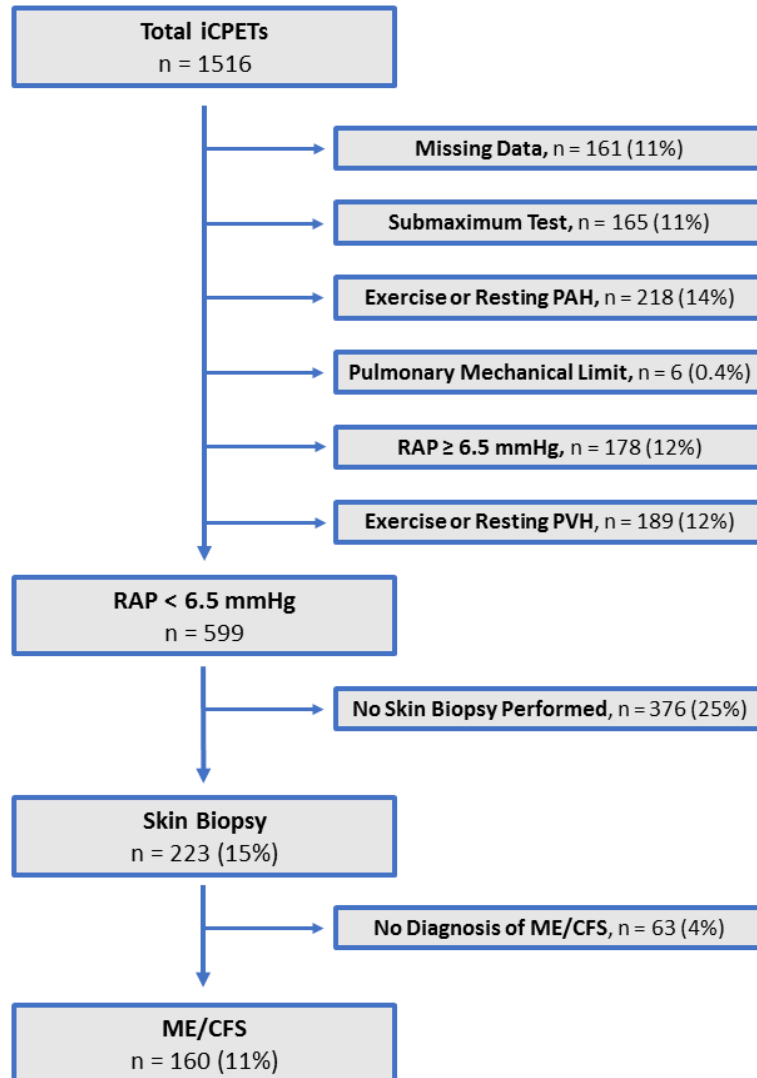 Total iCPETs
n = 1516
Missing Data, n = 161 (11%)
Submaximum Test, n = 165 (11%)
Exercise or Resting PAH, n = 218 (14%)
Pulmonary Mechanical Limit, n = 6 (0.4%)
RAP ≥ 6.5 mmHg, n = 178 (12%)
Exercise or Resting PVH, n = 189 (12%)
RAP < 6.5 mmHg
n = 599
No Skin Biopsy Performed, n = 376 (25%)
Skin Biopsy
n = 223 (15%)
No Diagnosis of ME/CFS, n = 63 (4%)
ME/CFS
n = 160 (11%)